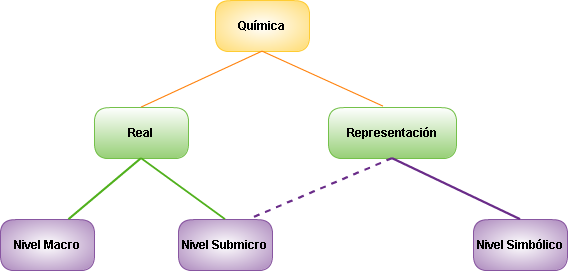 Química
Real
Representación
Nivel Macro
Nivel Submicro
Nivel Simbólico